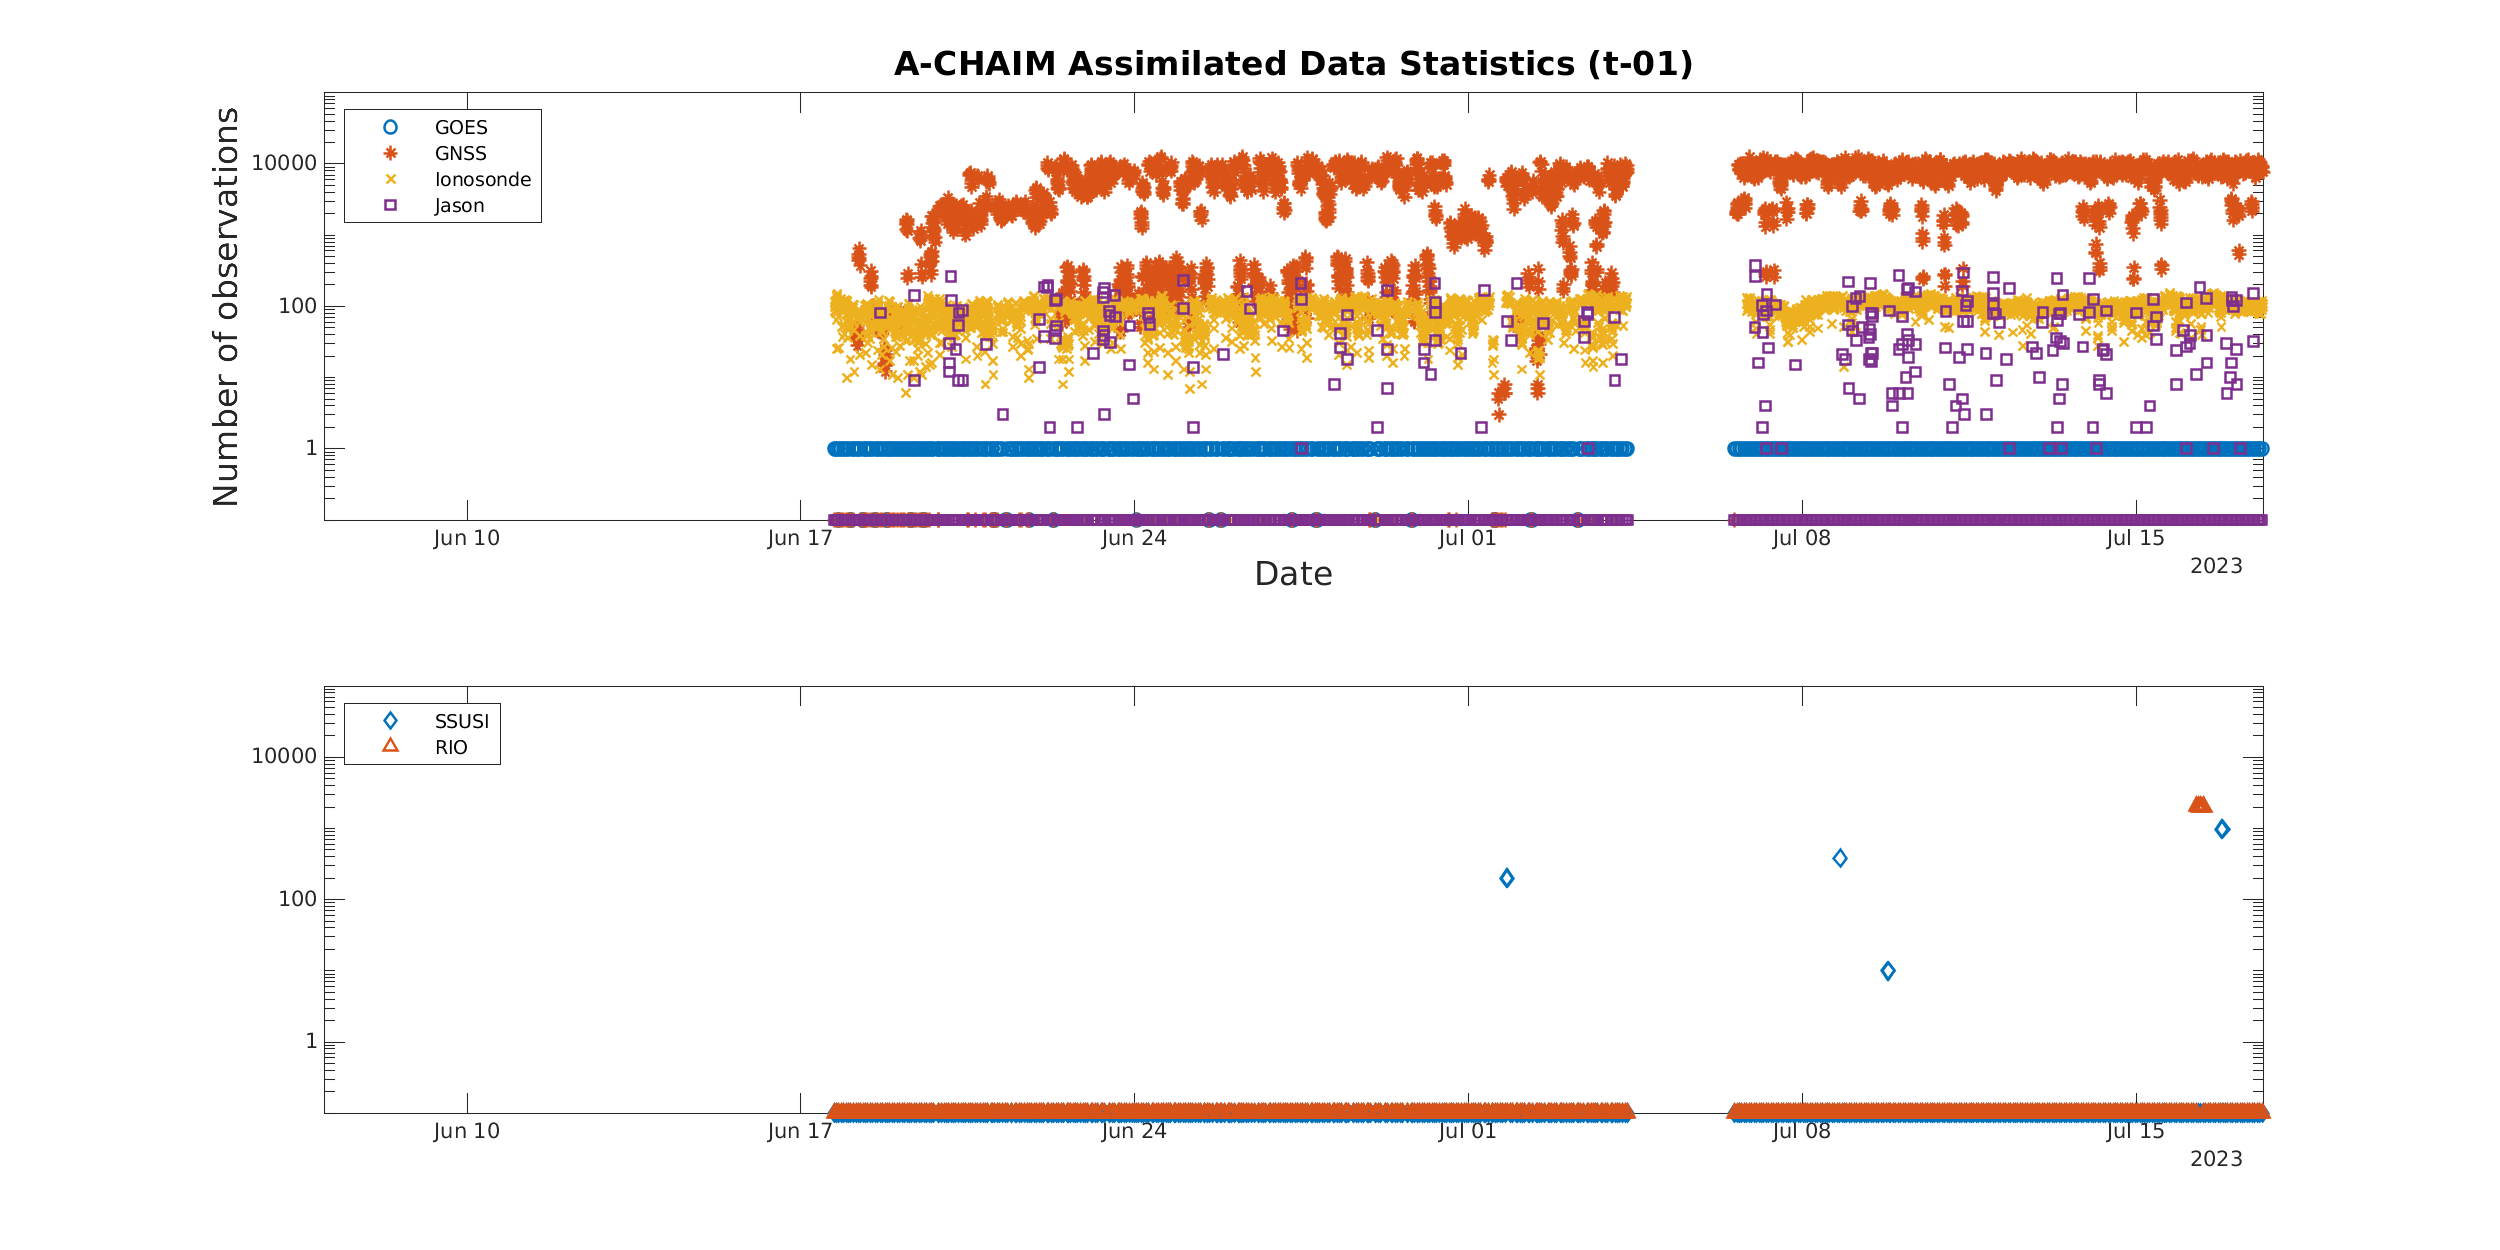 A-CHAIM Assimilated Data Statistics (t-01)
Number of observations
GOES
GNSS
Ionosonde
Jason
10000
100
1
Jun 10
Jun 17
Jun 24
Jul 01
Jul 08
Jul 15
2023
Date
SSUSI
RIO
10000
100
1
Jun 10
Jun 17
Jun 24
Jul 01
Jul 08
Jul 15
2023